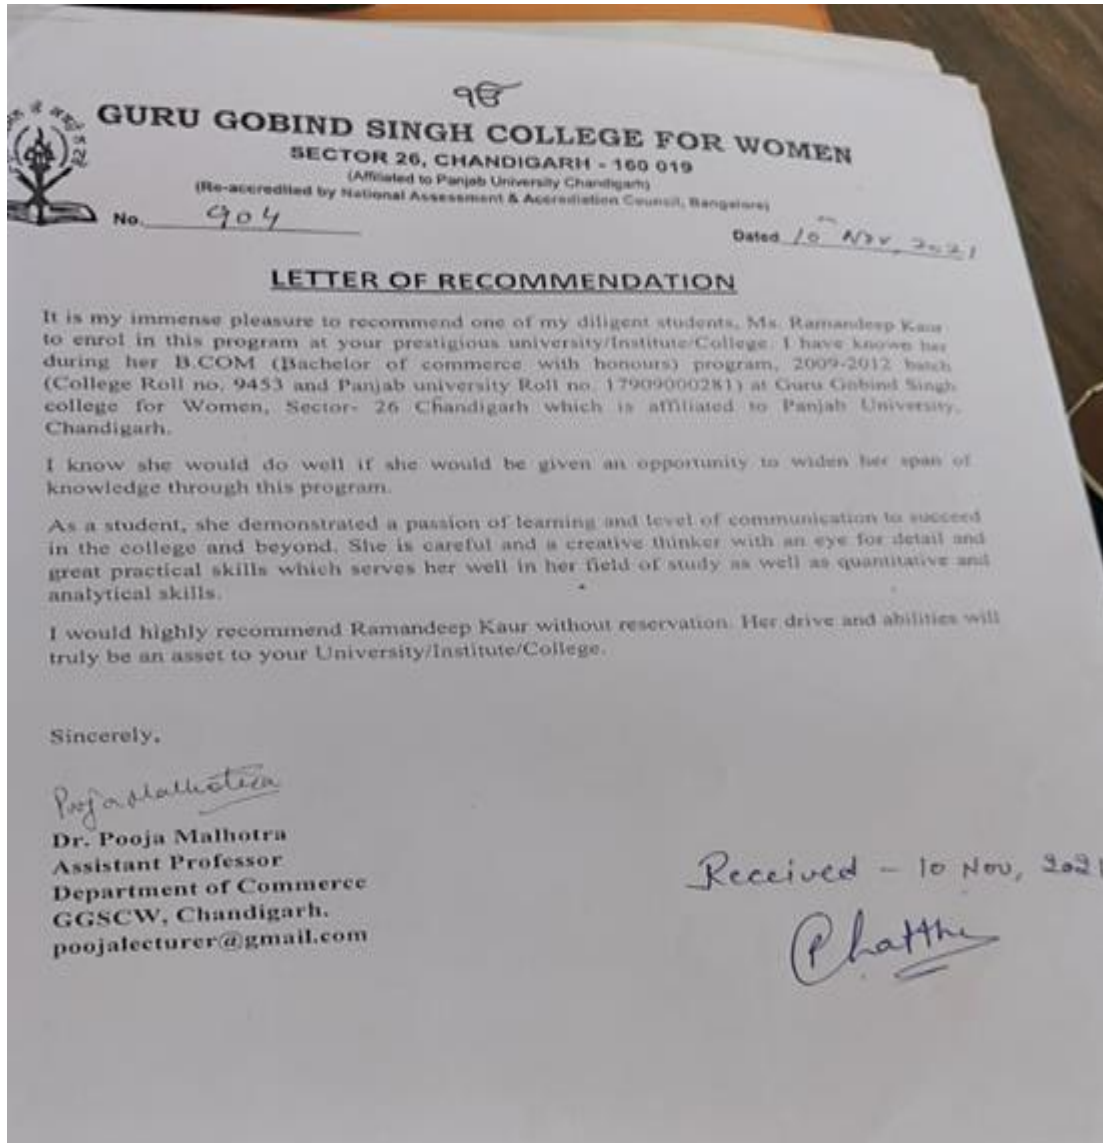 ੴ
GURU GOBIND SINGH COLLEGE FOR WOMEN
SECTOR 26, CHANDIGARH - 160 019
(Affiliated to Panjab University Chandigarh)
(Re-accredited by National Assessment & Accrediation Council, Bangalore)
No. 904
Dated 10 Nov, 2021
LETTER OF RECOMMENDATION
It is my immense pleasure to recommend one of my diligent students, Ms. Ramandeep Kaur
to enrol in this program at your prestigious university/Institute/College. I have known her
during her B.COM (Bachelor of commerce with honours) program, 2009-2012 batch
(College Roll no. 9453 and Panjab university Roll no. 17909000281) at Guru Gobind Singh
college for Women, Sector- 26 Chandigarh which is affiliated to Panjab University,
Chandigarh.
I know she would do well if she would be given an opportunity to widen her span of
knowledge through this program.
As a student, she demonstrated a passion of learning and level of communication to succeed
in the college and beyond. She is careful and a creative thinker with an eye for detail and
great practical skills which serves her well in her field of study as well as quantitative and
analytical skills.
I would highly recommend Ramandeep Kaur without reservation. Her drive and abilities will
truly be an asset to your University/Institute/College.
Sincerely,
Pooja Malhotra
Dr. Pooja Malhotra
Assistant Professor
Department of Commerce
GGSCW, Chandigarh.
poojalecturer@gmail.com
Received - 10 Nov, 2021